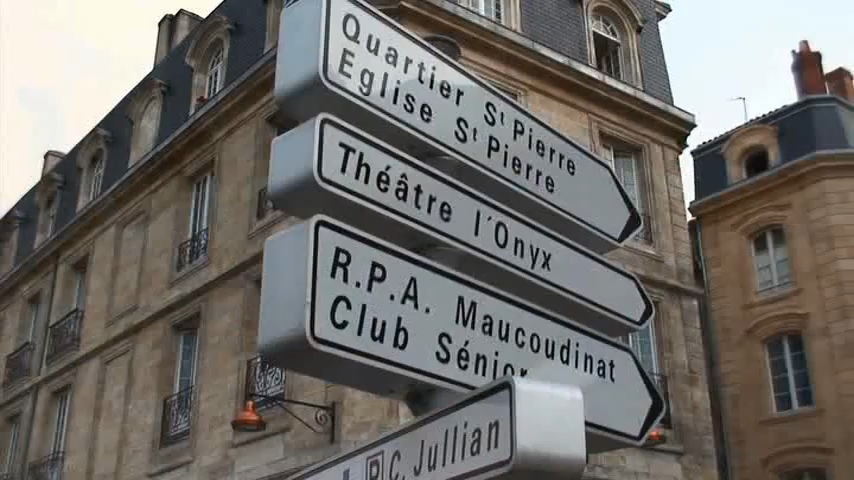 Quartier St Pierre
Eglise St Pierre
Théâtre l'Onyx
R.P.A. Maucoudinat
Club Sénior
P C. Jullian